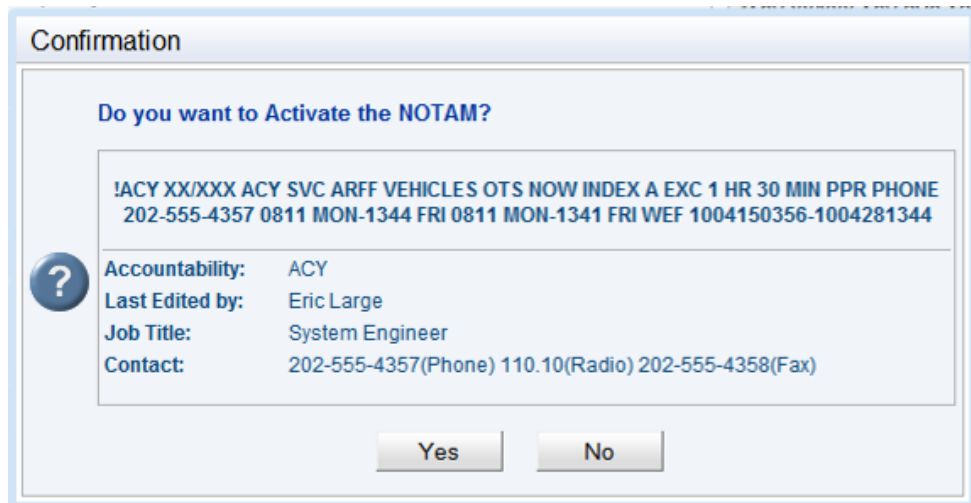 Confirmation
Do you want to Activate the NOTAM?
!ACY XX/XXX ACY SVC ARFF VEHICLES OTS NOW INDEX A EXC 1 HR 30 MIN PPR PHONE
202-555-4357 0811 MON-1344 FRI 0811 MON-1341 FRI WEF 1004150356-1004281344
?
Accountability: ACY
Last Edited by: Eric Large
Job Title: System Engineer
Contact: 202-555-4357(Phone) 110.10(Radio) 202-555-4358(Fax)
Yes No